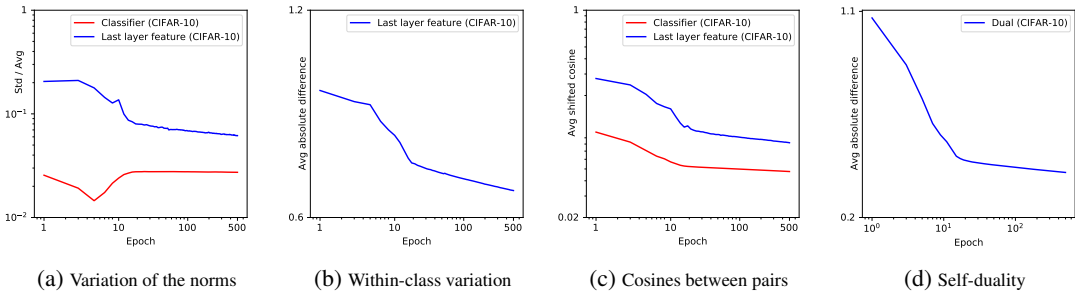 1
10⁻¹
10⁻²
Std / Avg
Classifier (CIFAR-10)
Last layer feature (CIFAR-10)
1
10
100
500
Epoch
(a) Variation of the norms
1.2
0.6
Avg absolute difference
Last layer feature (CIFAR-10)
1
10
100
500
Epoch
(b) Within-class variation
1
0.02
Avg shifted cosine
Classifier (CIFAR-10)
Last layer feature (CIFAR-10)
1
10
100
500
Epoch
(c) Cosines between pairs
1.1
0.2
Avg absolute difference
Dual (CIFAR-10)
10⁰
10¹
10²
Epoch
(d) Self-duality